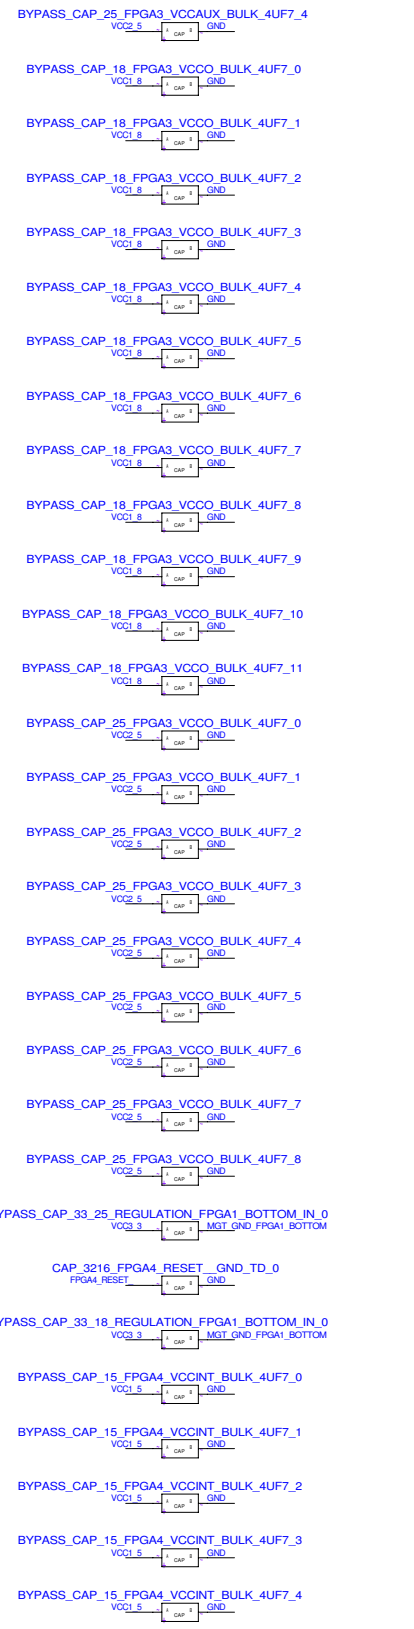 BYPASS_CAP_25_FPGA3_VCCAUX_BULK_4UF7_4
VCC2_5 GND
A B
CAP
BYPASS_CAP_18_FPGA3_VCCO_BULK_4UF7_0
VCC1_8 GND
A B
CAP
BYPASS_CAP_18_FPGA3_VCCO_BULK_4UF7_1
VCC1_8 GND
A B
CAP
BYPASS_CAP_18_FPGA3_VCCO_BULK_4UF7_2
VCC1_8 GND
A B
CAP
BYPASS_CAP_18_FPGA3_VCCO_BULK_4UF7_3
VCC1_8 GND
A B
CAP
BYPASS_CAP_18_FPGA3_VCCO_BULK_4UF7_4
VCC1_8 GND
A B
CAP
BYPASS_CAP_18_FPGA3_VCCO_BULK_4UF7_5
VCC1_8 GND
A B
CAP
BYPASS_CAP_18_FPGA3_VCCO_BULK_4UF7_6
VCC1_8 GND
A B
CAP
BYPASS_CAP_18_FPGA3_VCCO_BULK_4UF7_7
VCC1_8 GND
A B
CAP
BYPASS_CAP_18_FPGA3_VCCO_BULK_4UF7_8
VCC1_8 GND
A B
CAP
BYPASS_CAP_18_FPGA3_VCCO_BULK_4UF7_9
VCC1_8 GND
A B
CAP
BYPASS_CAP_18_FPGA3_VCCO_BULK_4UF7_10
VCC1_8 GND
A B
CAP
BYPASS_CAP_18_FPGA3_VCCO_BULK_4UF7_11
VCC1_8 GND
A B
CAP
BYPASS_CAP_25_FPGA3_VCCO_BULK_4UF7_0
VCC2_5 GND
A B
CAP
BYPASS_CAP_25_FPGA3_VCCO_BULK_4UF7_1
VCC2_5 GND
A B
CAP
BYPASS_CAP_25_FPGA3_VCCO_BULK_4UF7_2
VCC2_5 GND
A B
CAP
BYPASS_CAP_25_FPGA3_VCCO_BULK_4UF7_3
VCC2_5 GND
A B
CAP
BYPASS_CAP_25_FPGA3_VCCO_BULK_4UF7_4
VCC2_5 GND
A B
CAP
BYPASS_CAP_25_FPGA3_VCCO_BULK_4UF7_5
VCC2_5 GND
A B
CAP
BYPASS_CAP_25_FPGA3_VCCO_BULK_4UF7_6
VCC2_5 GND
A B
CAP
BYPASS_CAP_25_FPGA3_VCCO_BULK_4UF7_7
VCC2_5 GND
A B
CAP
BYPASS_CAP_25_FPGA3_VCCO_BULK_4UF7_8
VCC2_5 GND
A B
CAP
YPASS_CAP_33_25_REGULATION_FPGA1_BOTTOM_IN_0
VCC3_3 MGT_GND_FPGA1_BOTTOM
A B
CAP
CAP_3216_FPGA4_RESET__GND_TD_0
FPGA4_RESET_ GND
A B
CAP
YPASS_CAP_33_18_REGULATION_FPGA1_BOTTOM_IN_0
VCC3_3 MGT_GND_FPGA1_BOTTOM
A B
CAP
BYPASS_CAP_15_FPGA4_VCCINT_BULK_4UF7_0
VCC1_5 GND
A B
CAP
BYPASS_CAP_15_FPGA4_VCCINT_BULK_4UF7_1
VCC1_5 GND
A B
CAP
BYPASS_CAP_15_FPGA4_VCCINT_BULK_4UF7_2
VCC1_5 GND
A B
CAP
BYPASS_CAP_15_FPGA4_VCCINT_BULK_4UF7_3
VCC1_5 GND
A B
CAP
BYPASS_CAP_15_FPGA4_VCCINT_BULK_4UF7_4
VCC1_5 GND
A B
CAP